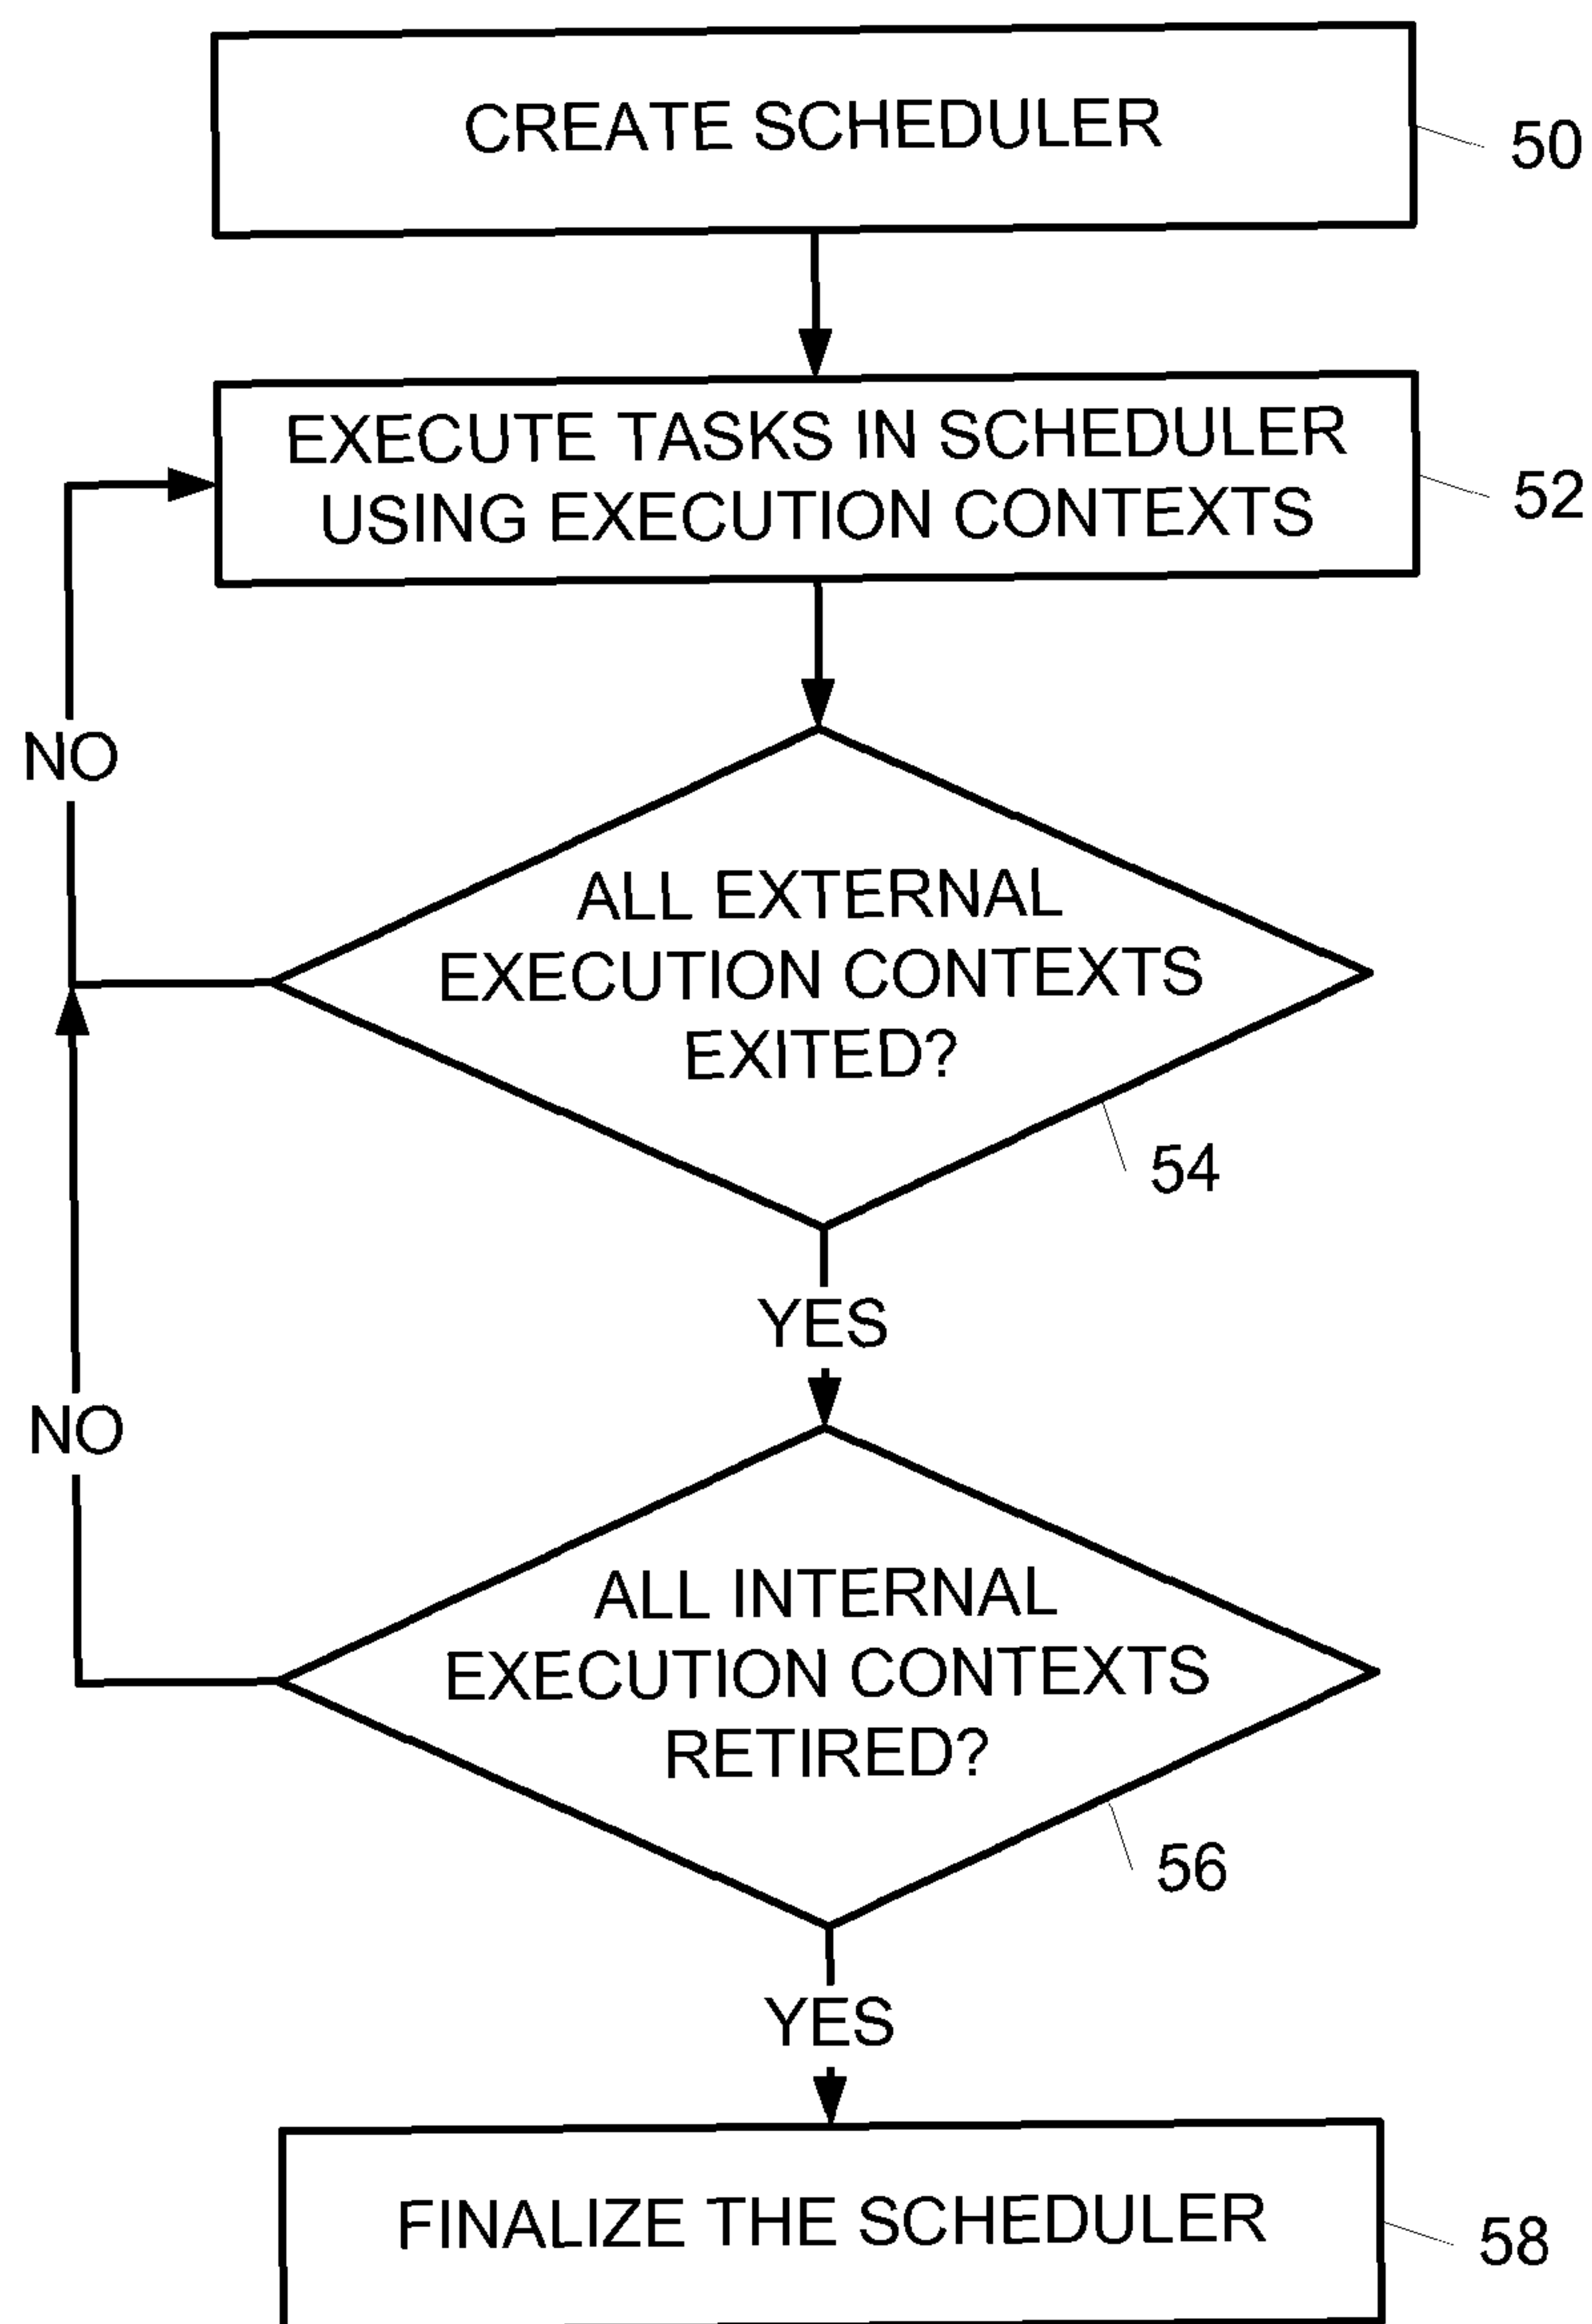 CREATE SCHEDULER
50
EXECUTE TASKS IN SCHEDULER
USING EXECUTION CONTEXTS
52
NO
ALL EXTERNAL
EXECUTION CONTEXTS
EXITED?
54
YES
NO
ALL INTERNAL
EXECUTION CONTEXTS
RETIRED?
56
YES
FINALIZE THE SCHEDULER
58